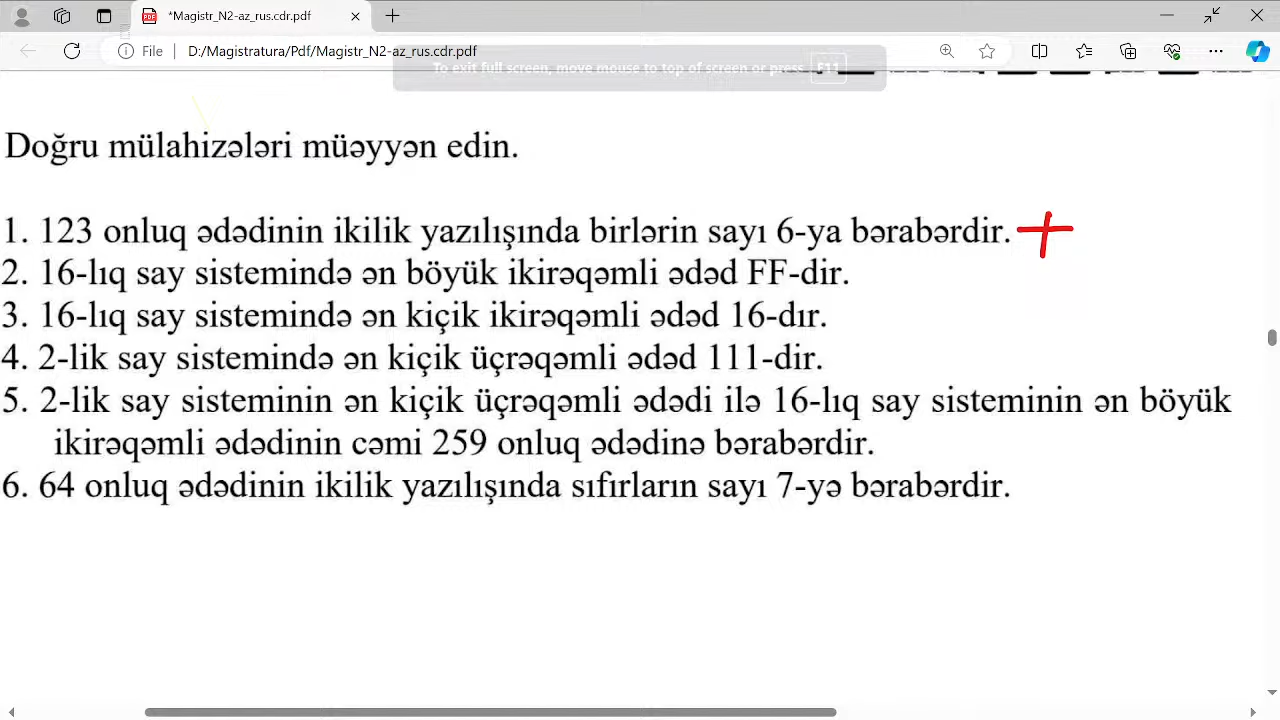 *Magistr_N2-az_rus.cdr.pdf
File D:/Magistratura/Pdf/Magistr_N2-az_rus.cdr.pdf
To exit full screen, move mouse to top of screen or press F11
Doğru mülahizələri müəyyən edin.
1. 123 onluq ədədinin ikilik yazılışında birlərin sayı 6-ya bərabərdir.
2. 16-lıq say sistemində ən böyük ikirəqəmli ədəd FF-dir.
3. 16-lıq say sistemində ən kiçik ikirəqəmli ədəd 16-dır.
4. 2-lik say sistemində ən kiçik üçrəqəmli ədəd 111-dir.
5. 2-lik say sisteminin ən kiçik üçrəqəmli ədədi ilə 16-lıq say sisteminin ən böyük
ikirəqəmli ədədinin cəmi 259 onluq ədədinə bərabərdir.
6. 64 onluq ədədinin ikilik yazılışında sıfırların sayı 7-yə bərabərdir.